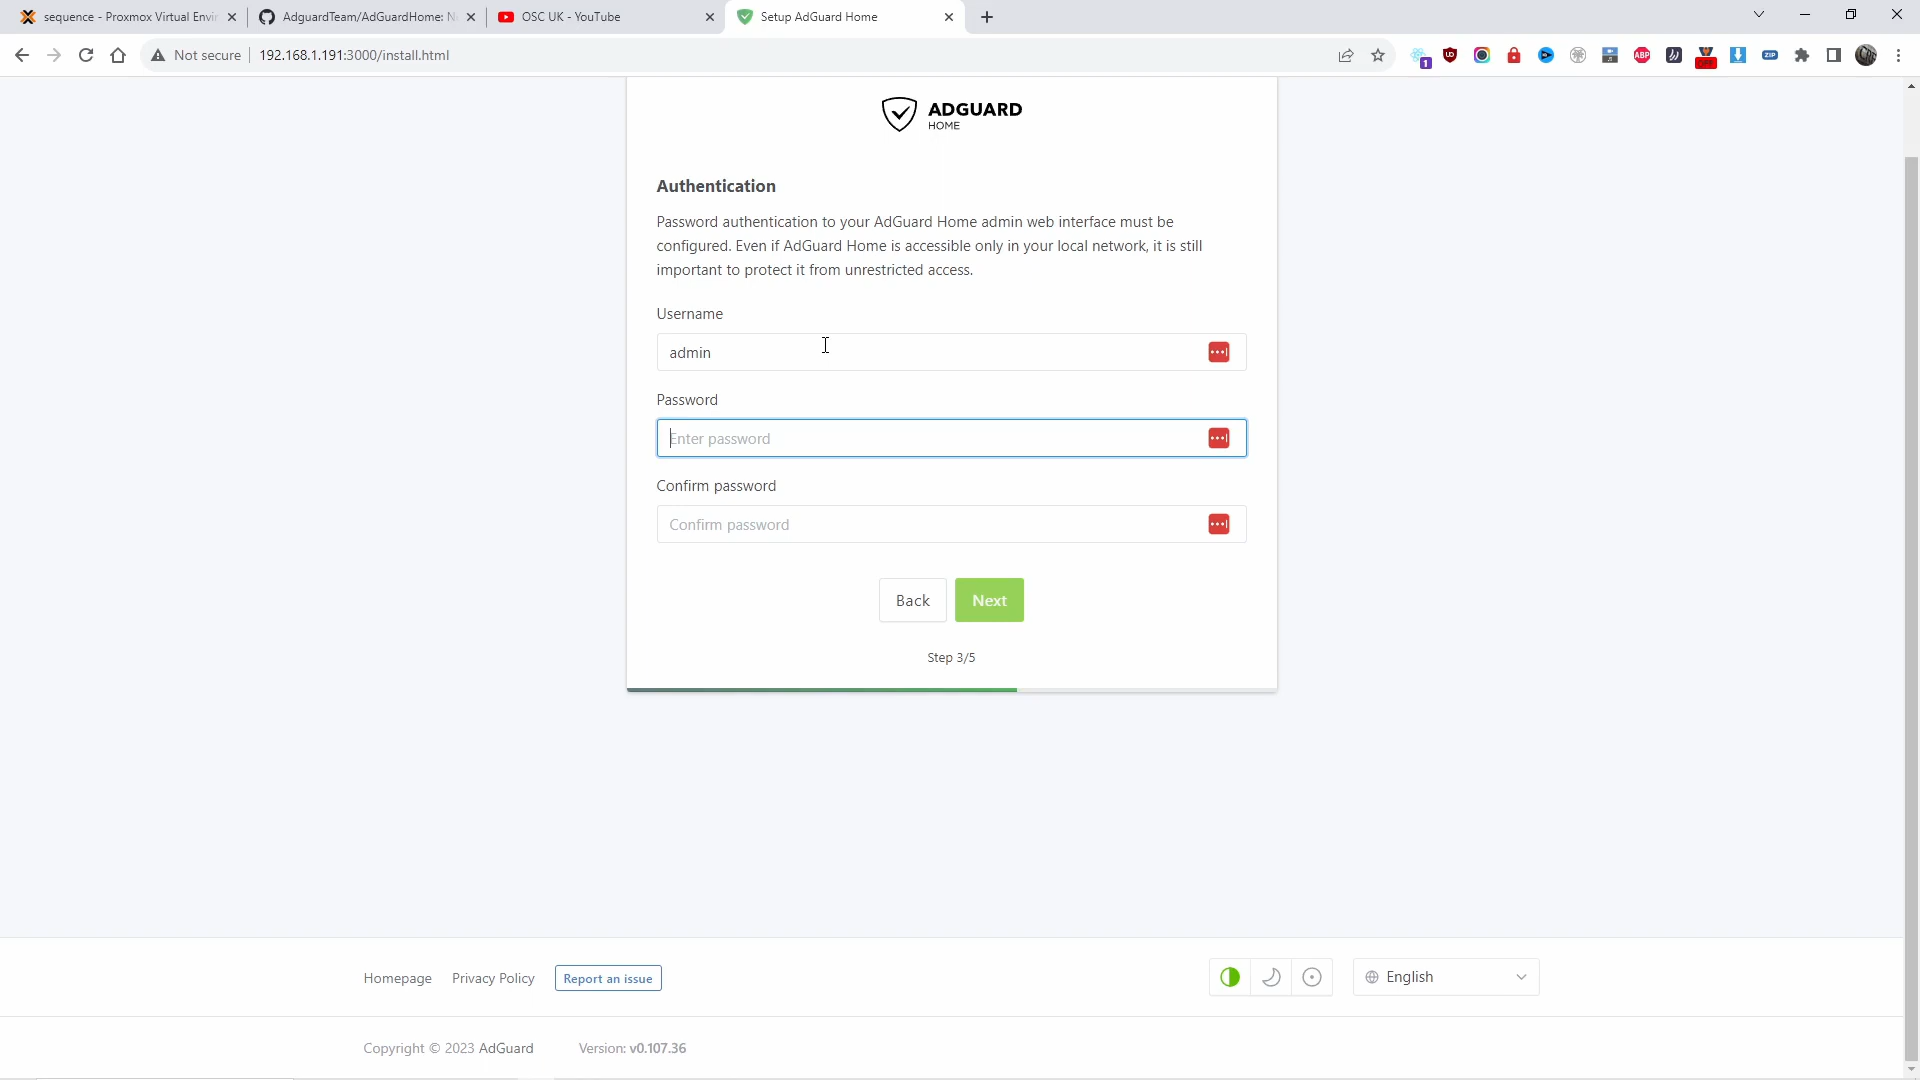 sequence - Proxmox Virtual Envir
AdguardTeam/AdGuardHome: N
OSC UK - YouTube
Setup AdGuard Home
Not secure
192.168.1.191:3000/install.html
1
UD
ABP
ZIP
ADGUARD
HOME
Authentication
Password authentication to your AdGuard Home admin web interface must be
configured. Even if AdGuard Home is accessible only in your local network, it is still
important to protect it from unrestricted access.
Username
admin
Password
Enter password
Confirm password
Confirm password
Back
Next
Step 3/5
Homepage
Privacy Policy
Report an issue
English
Copyright © 2023 AdGuard
Version: v0.107.36